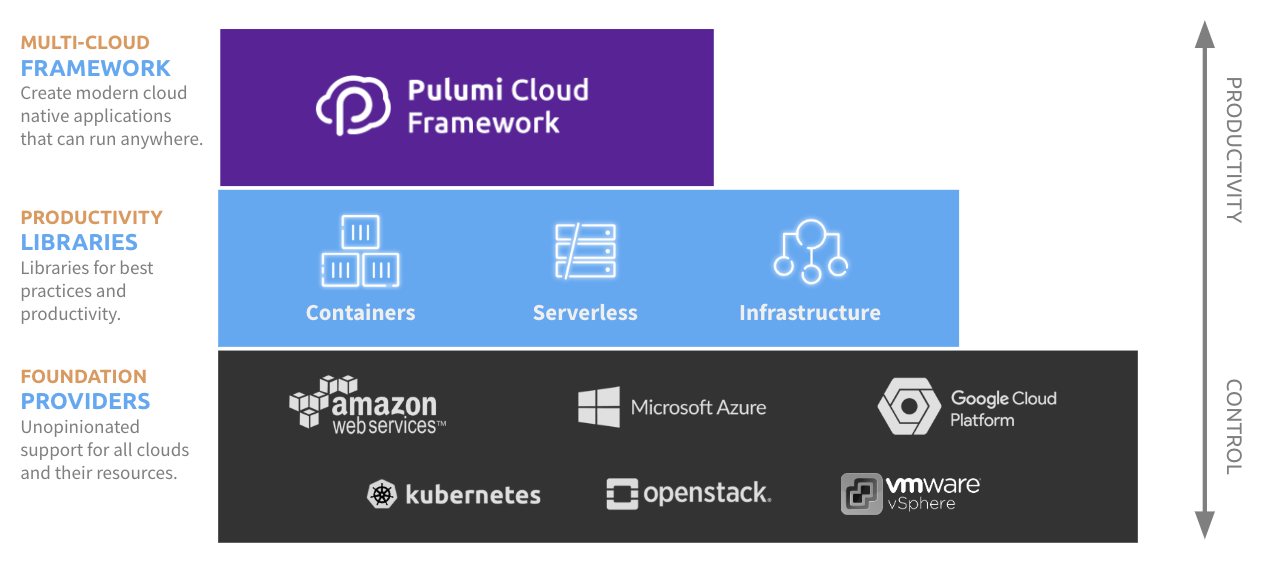 MULTI-CLOUD
FRAMEWORK
Create modern cloud
native applications
that can run anywhere.
Pulumi Cloud
Framework
PRODUCTIVITY
LIBRARIES
Libraries for best
practices and
productivity.
Containers
Serverless
Infrastructure
FOUNDATION
PROVIDERS
Unopinionated
support for all clouds
and their resources.
amazon
web services™
Microsoft Azure
Google Cloud
Platform
kubernetes
openstack.
vmware
vSphere
PRODUCTIVITY
CONTROL